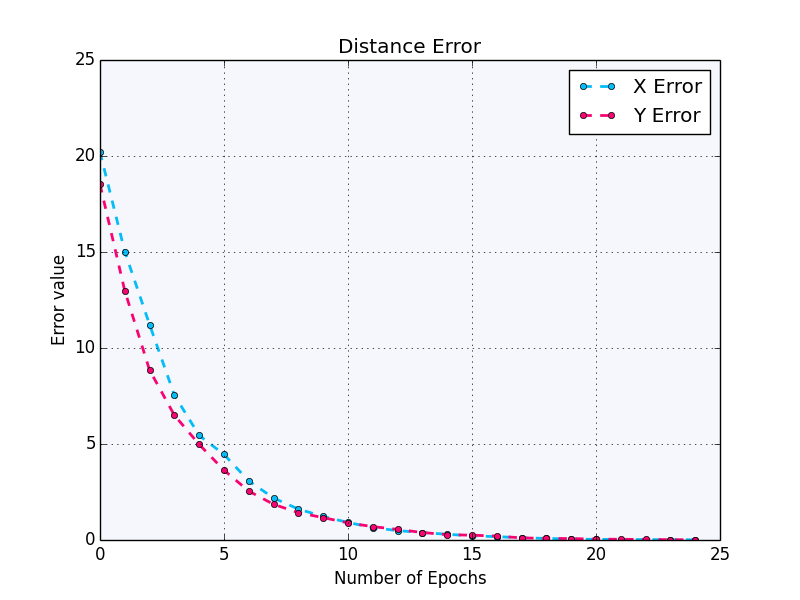 Distance Error
X Error
Y Error
Error value
25
20
15
10
5
0
0 5 10 15 20 25
Number of Epochs